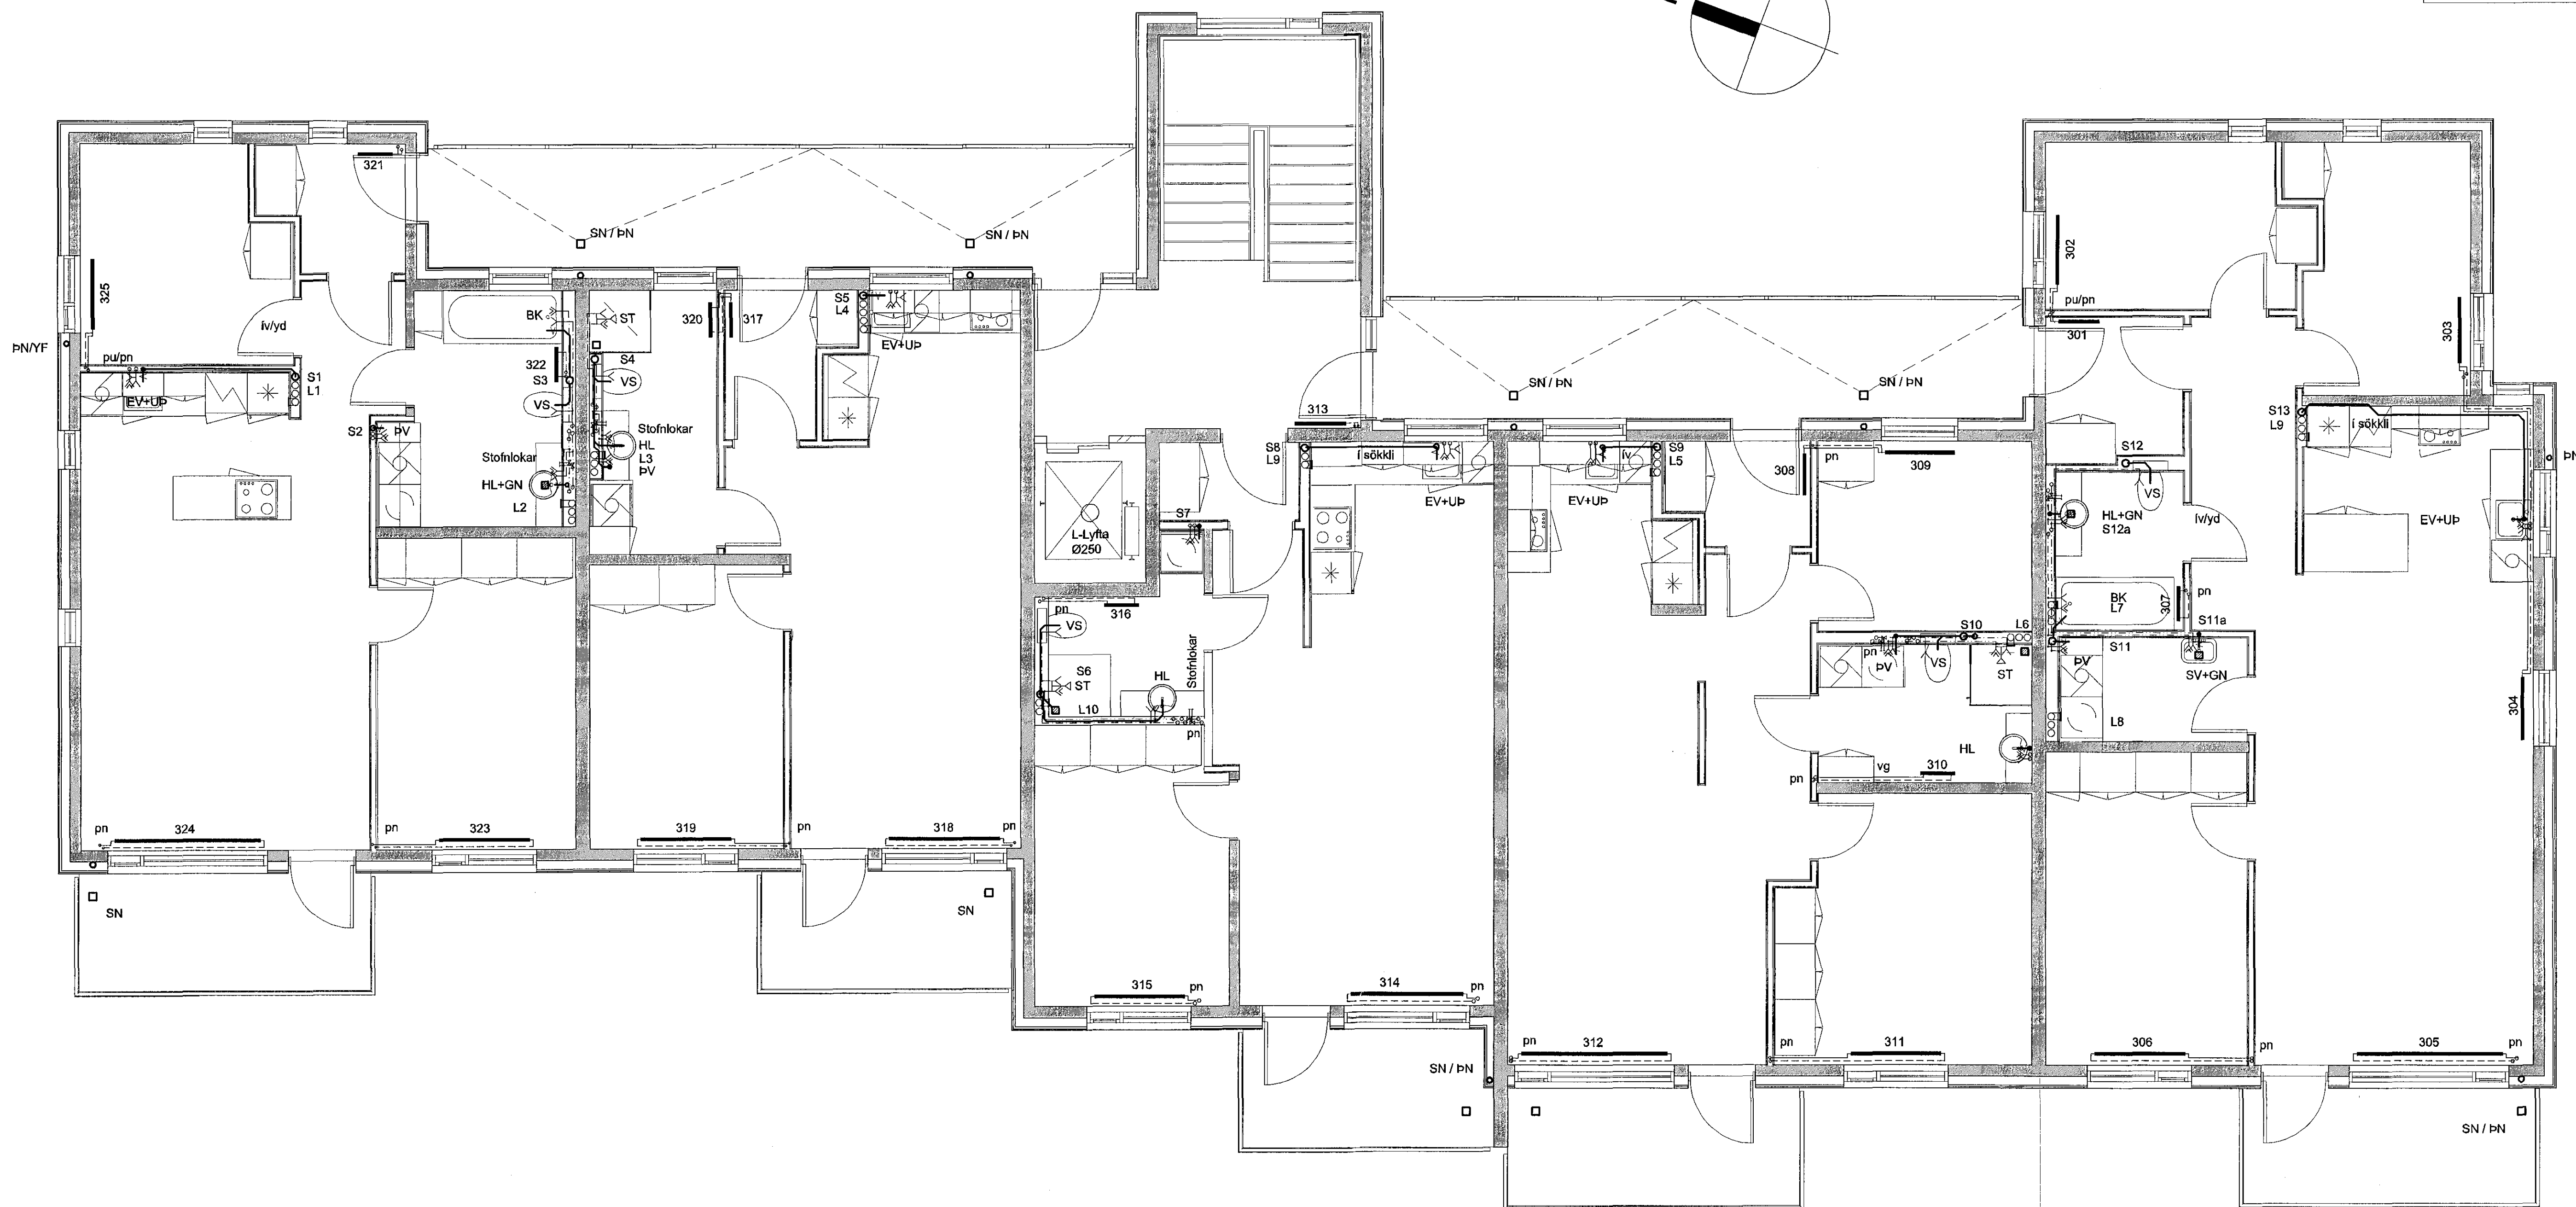 SN / ÞN
SN / ÞN
321
325
ív/yd
pu/pn
ÞN/YF
EV+UÞ
S1
L1
S2
ÞV
BK
322
S3
VS
Stofnlokar
HL+GN
L2
ST
S4
VS
Stofnlokar
HL
L3
ÞV
320
317
S5
L4
EV+UÞ
pn
324
pn
323
319
pn
318
pn
SN
SN
L-Lyfta
Ø250
S7
313
S8
L9
í sökkli
EV+UÞ
pn
316
VS
S6
ST
HL
L10
Stofnlokar
pn
315
pn
314
pn
SN / ÞN
SN / ÞN
SN / ÞN
EV+UÞ
ív
S9
L5
308
pn
309
S10
L6
pn
ÞV
VS
ST
HL
vg
310
pn
pn
312
pn
311
302
pu/pn
301
303
S12
VS
HL+GN
S12a
ív/yd
BK
L7
307
pn
S11a
S11
ÞV
SV+GN
L8
S13
L9
í sökkli
EV+UÞ
ÞN
304
306
pn
305
pn
SN / ÞN